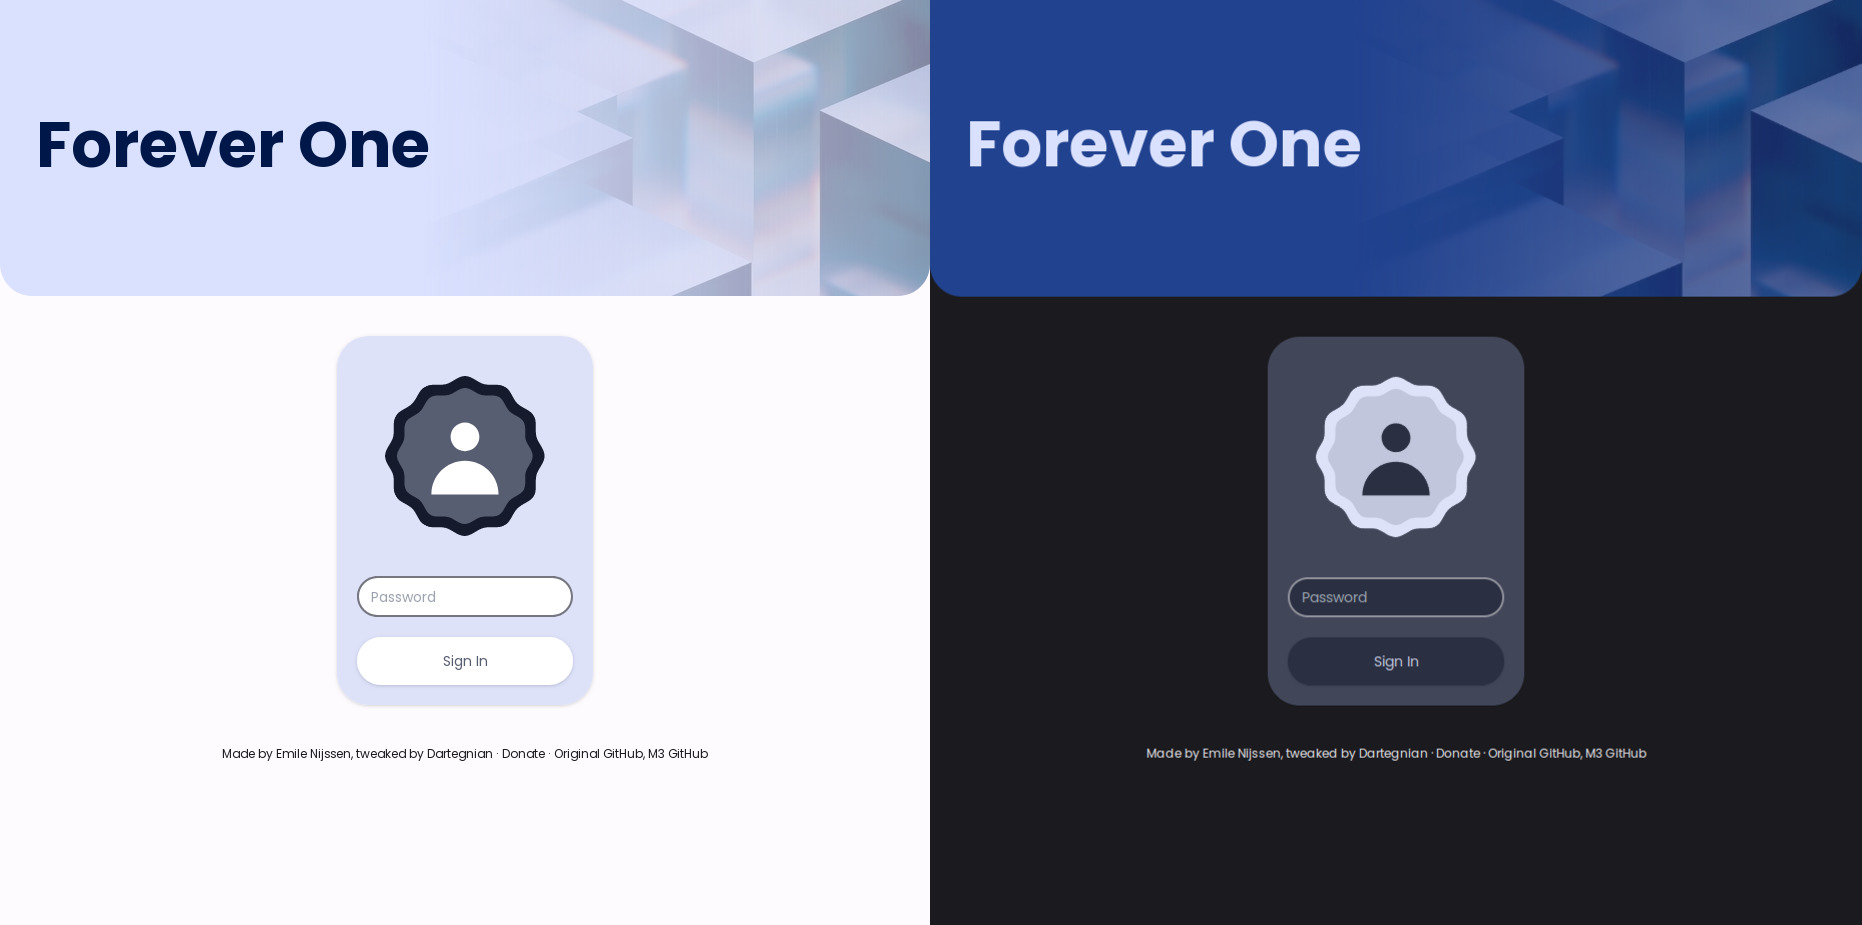 Forever One
Password
Sign In
Made by Emile Nijssen, tweaked by Dartegnian · Donate · Original GitHub, M3 GitHub
Forever One
Password
Sign In
Made by Emile Nijssen, tweaked by Dartegnian · Donate · Original GitHub, M3 GitHub